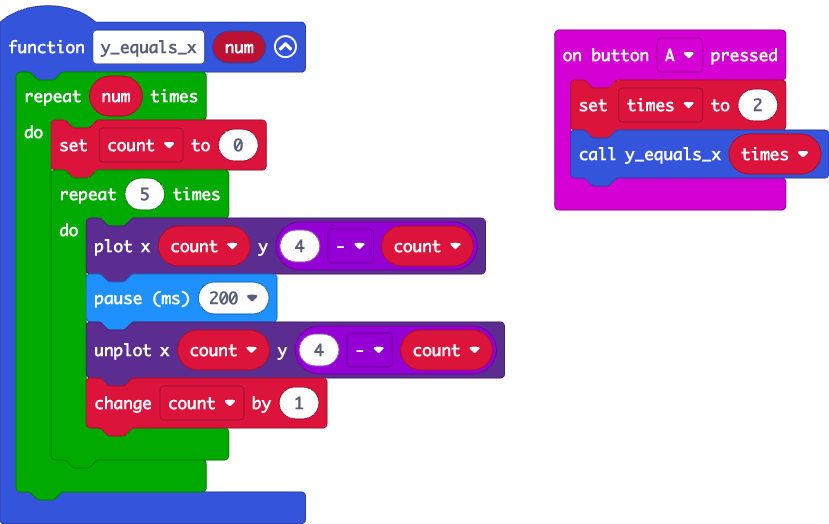 function y_equals_x num
repeat num times
do
set count to 0
repeat 5 times
do
plot x count y 4 - count
pause (ms) 200
unplot x count y 4 - count
change count by 1
on button A pressed
set times to 2
call y_equals_x times